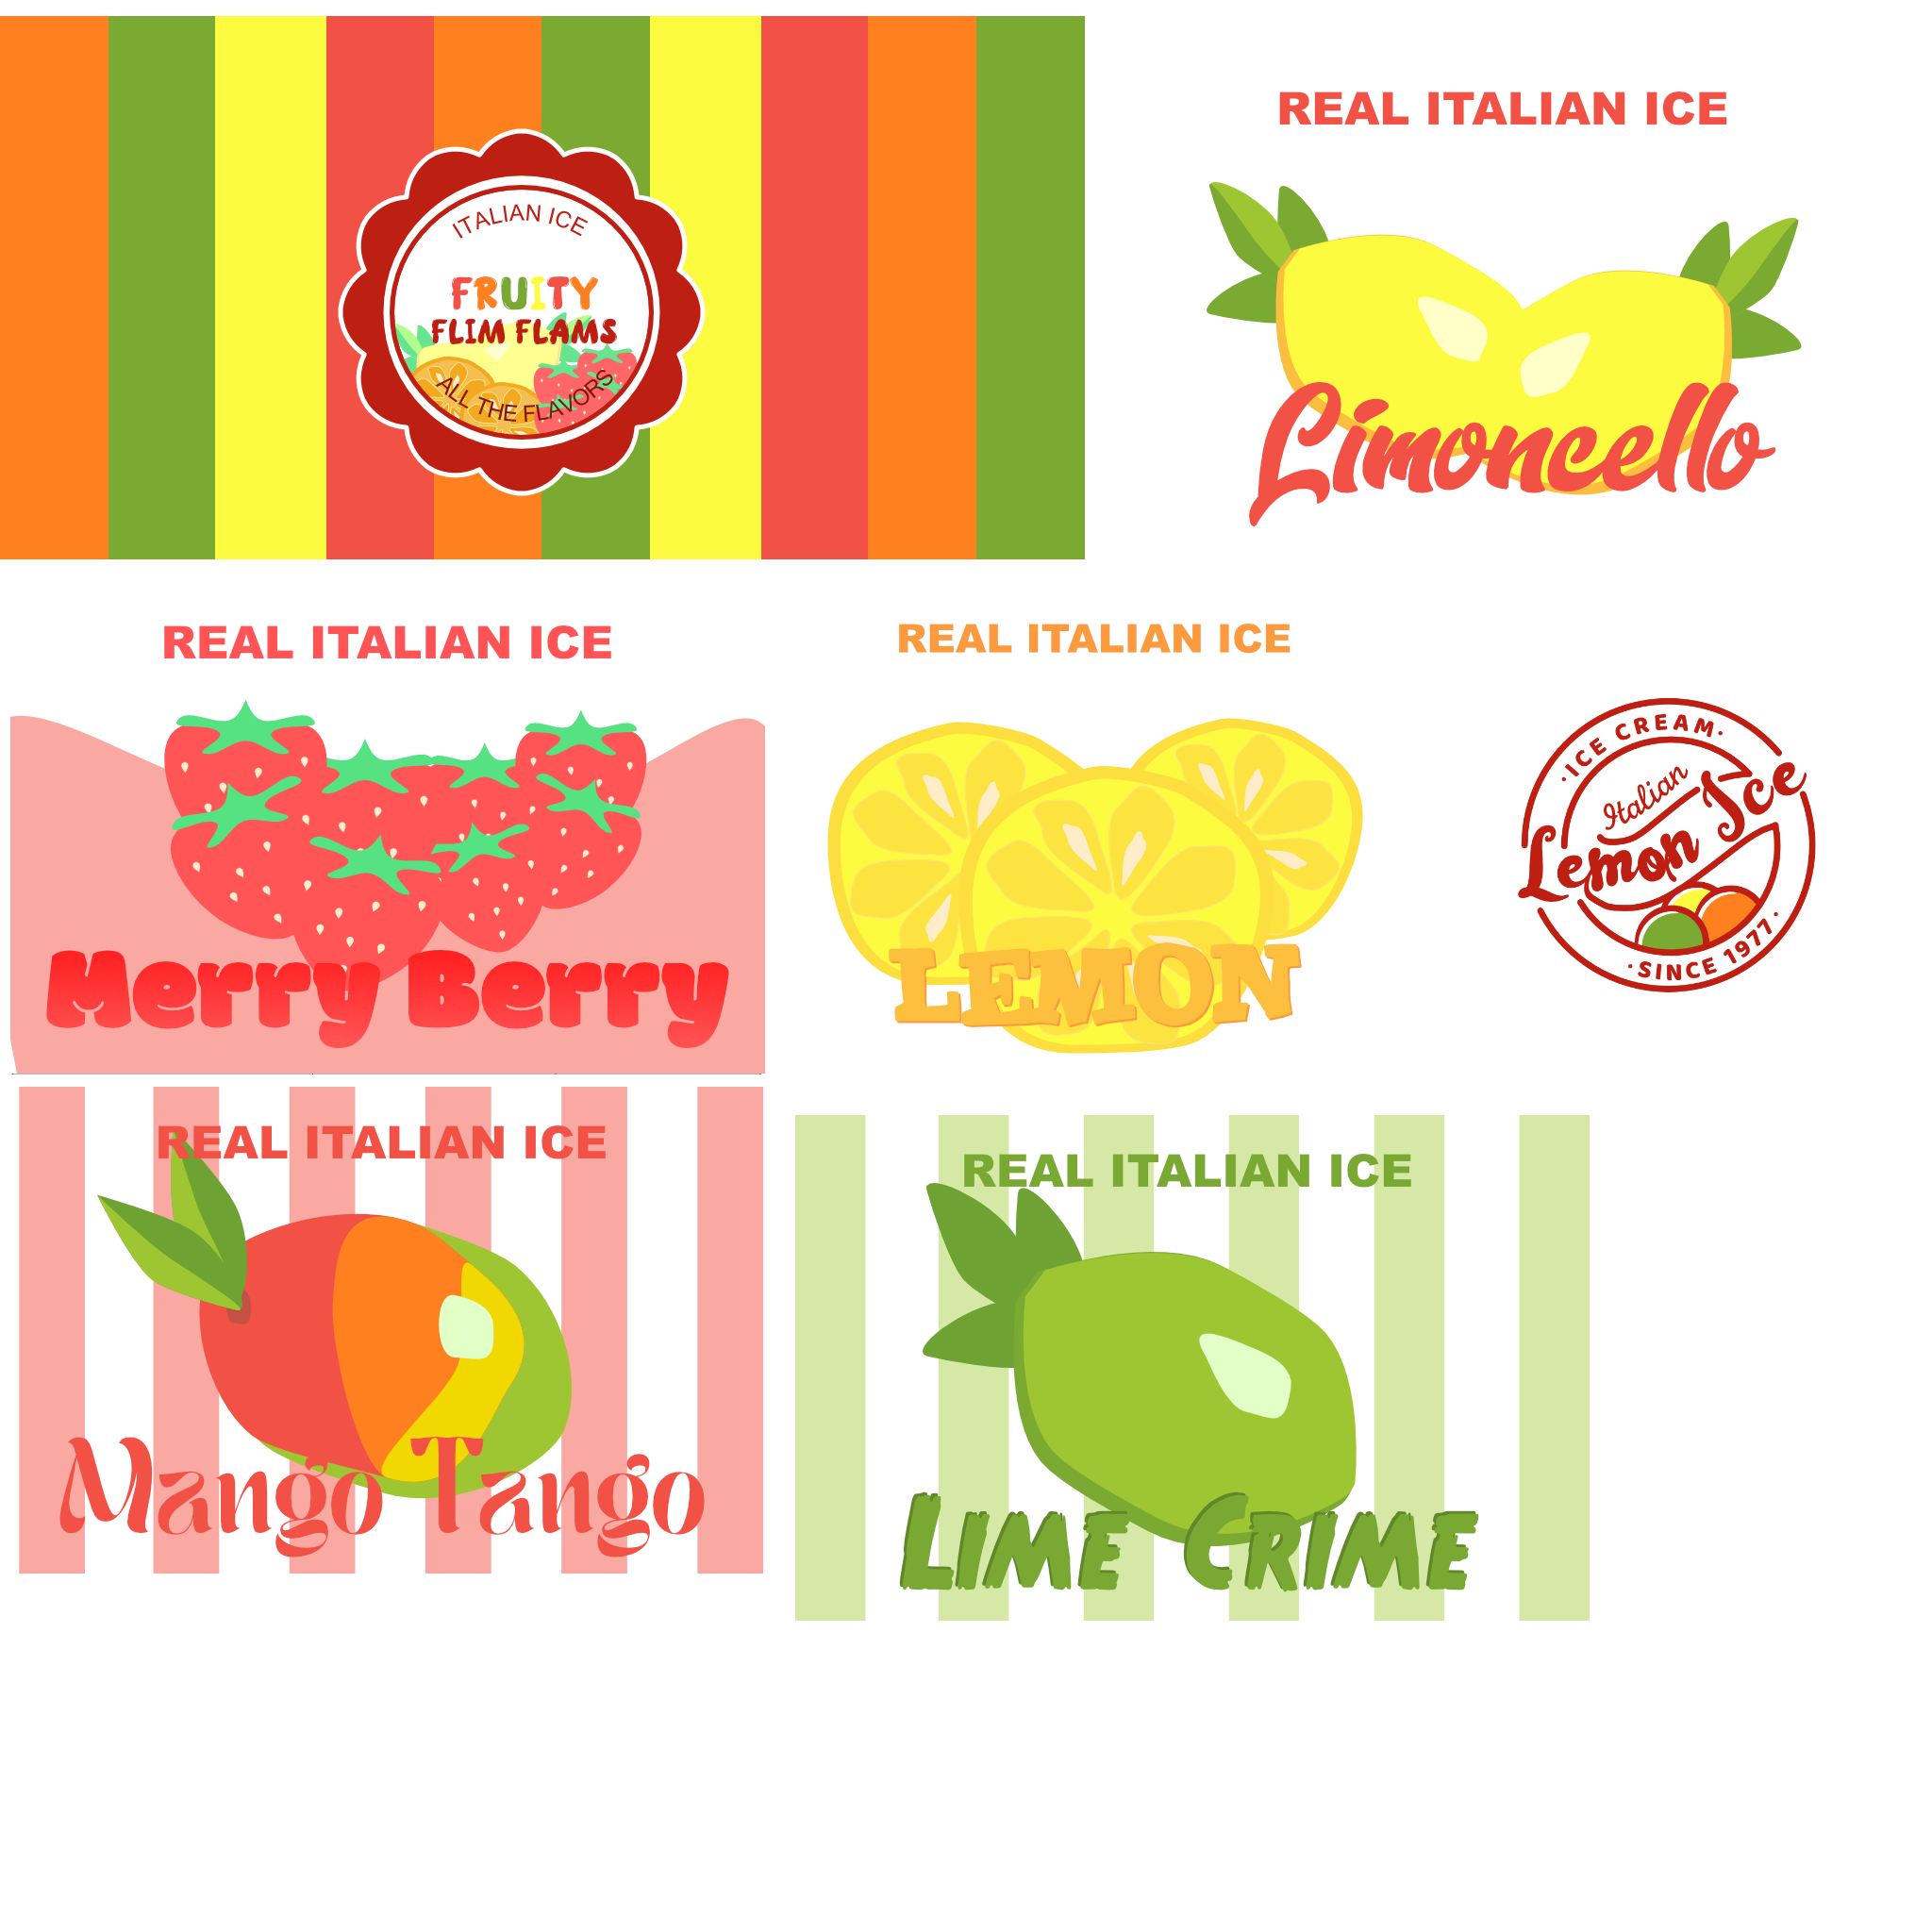 ITALIAN ICE
FRUITY
FLIM FLAMS
ALL THE FLAVORS
REAL ITALIAN ICE
Limoncello
REAL ITALIAN ICE
Merry Berry
REAL ITALIAN ICE
LEMON
·ICE CREAM·
Italian
Lemon Ice
·SINCE 1977·
REAL ITALIAN ICE
Mango Tango
REAL ITALIAN ICE
LIME CRIME